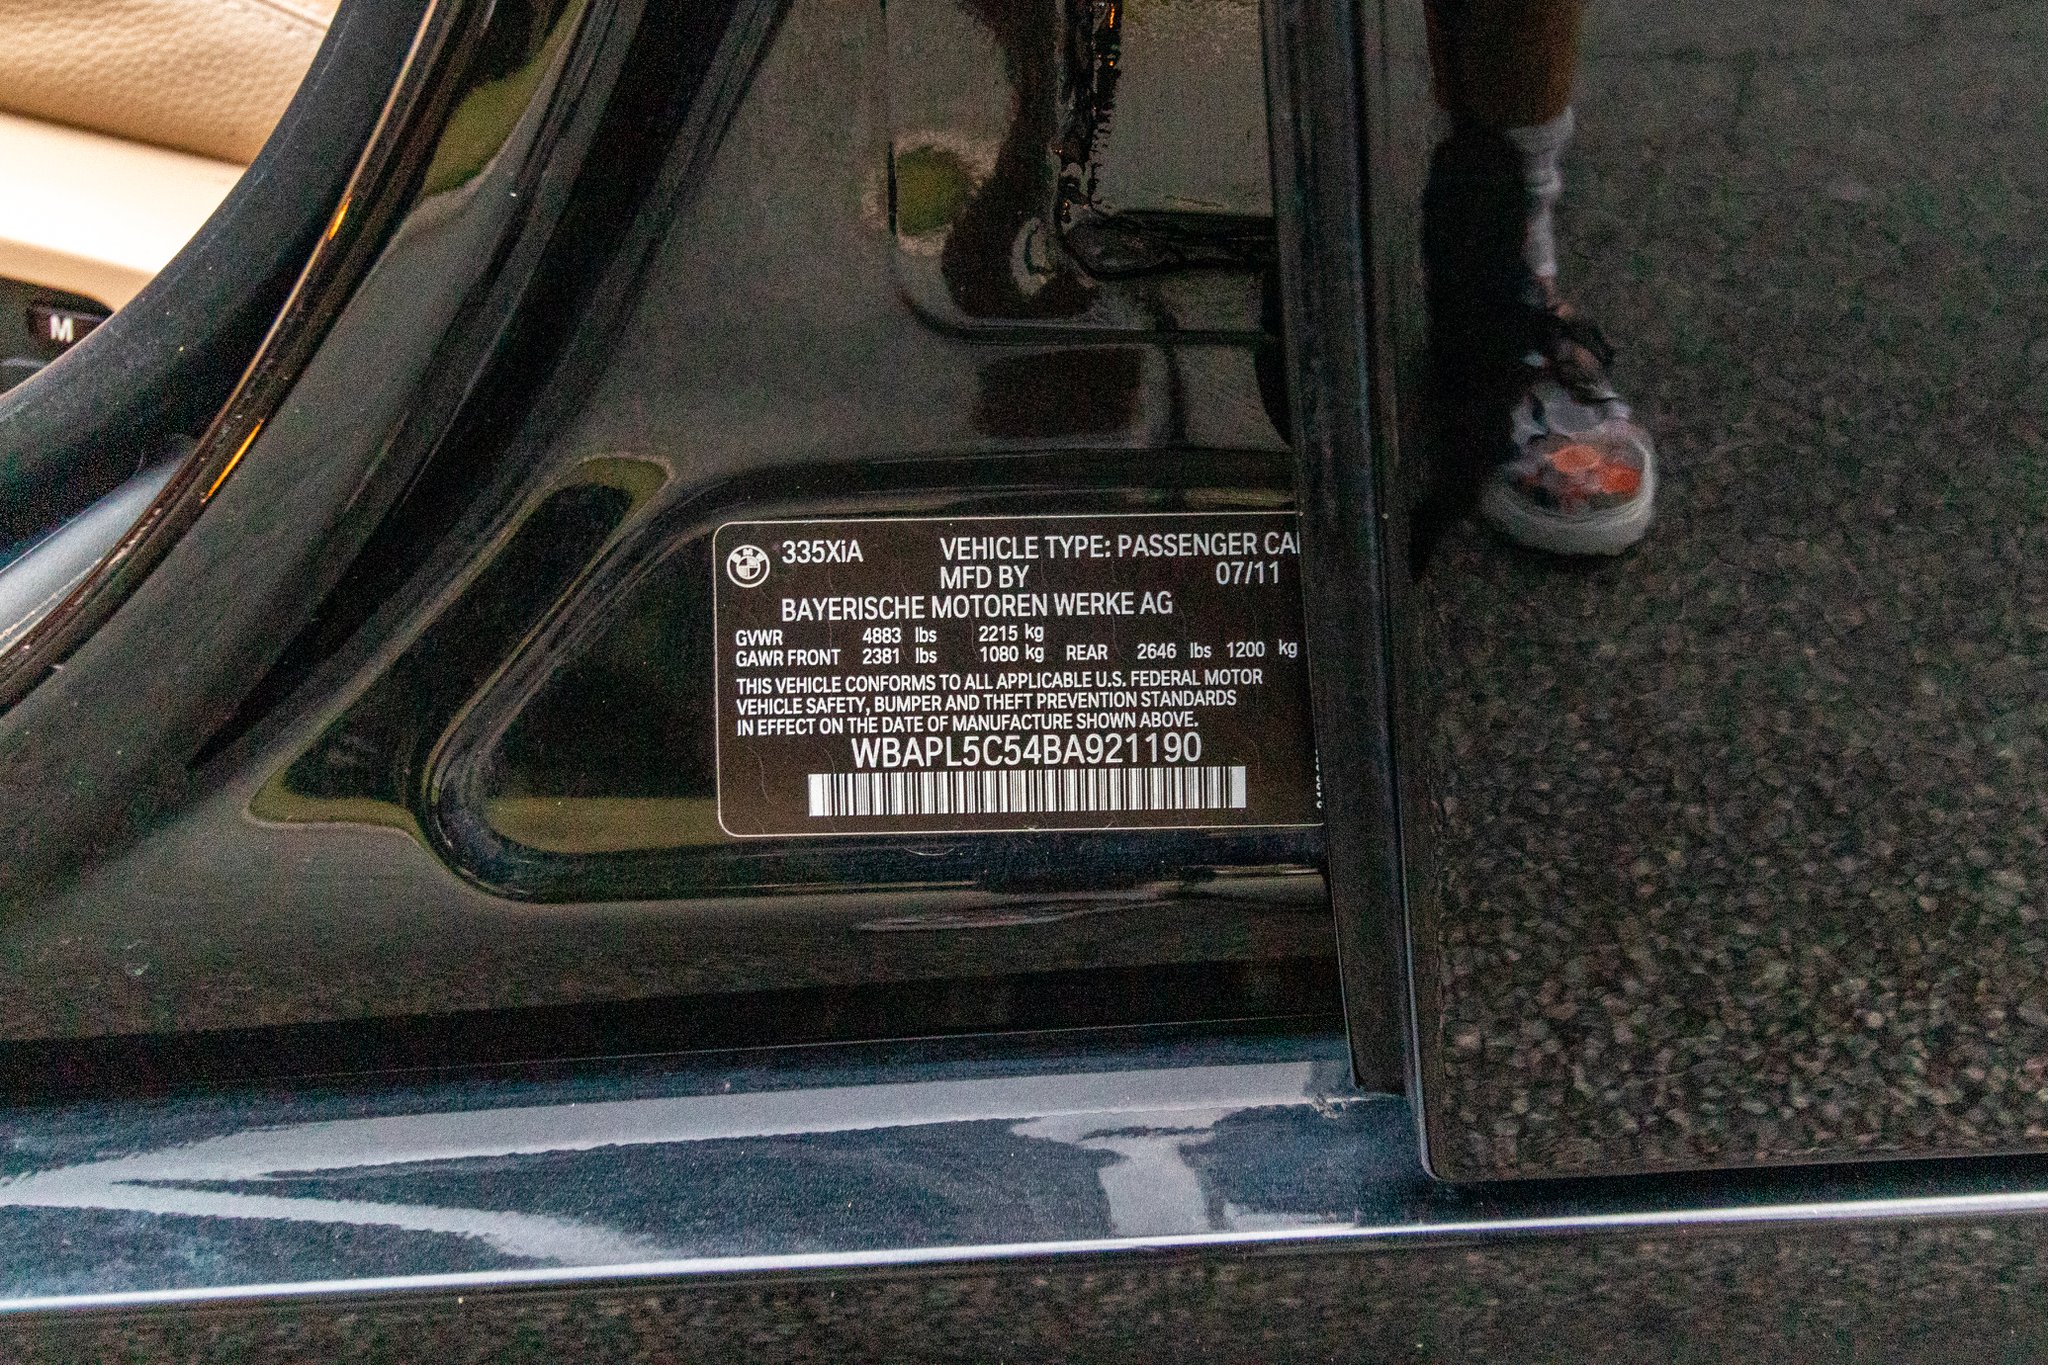 M
335XiA VEHICLE TYPE: PASSENGER
MFD BY 07/11
BAYERISCHE MOTOREN WERKE AG
GVWR 4883 lbs 2215 kg
GAWR FRONT 2381 lbs 1080 kg REAR 2646 lbs 1200 kg
THIS VEHICLE CONFORMS TO ALL APPLICABLE U.S. FEDERAL MOTOR
VEHICLE SAFETY, BUMPER AND THEFT PREVENTION STANDARDS
IN EFFECT ON THE DATE OF MANUFACTURE SHOWN ABOVE.
WBAPL5C54BA921190